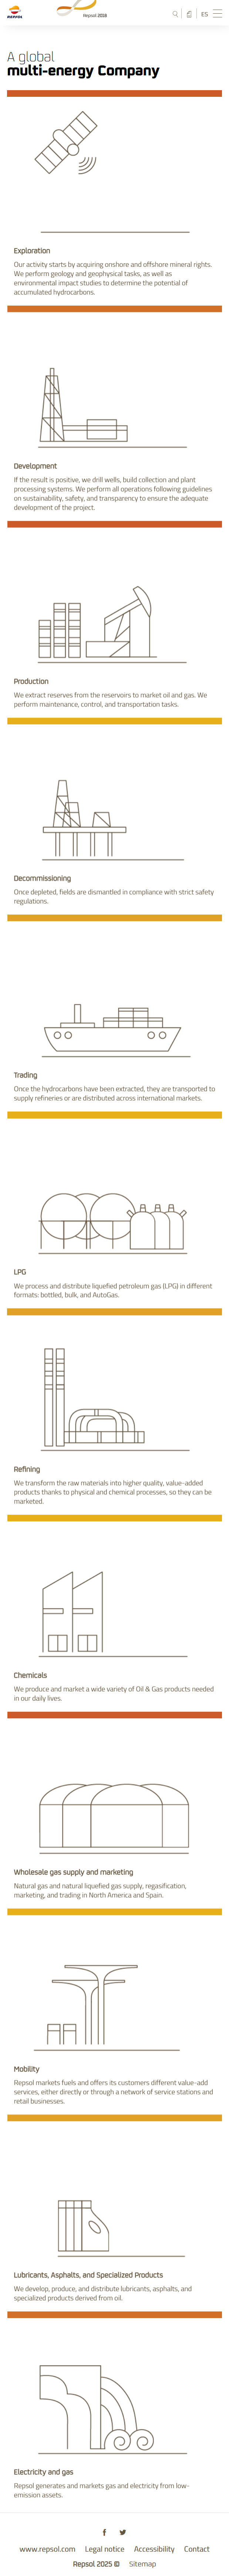 REPSOL
Repsol 2018
ES
A global
multi-energy Company
Exploration
Our activity starts by acquiring onshore and offshore mineral rights.
We perform geology and geophysical tasks, as well as
environmental impact studies to determine the potential of
accumulated hydrocarbons.
Development
If the result is positive, we drill wells, build collection and plant
processing systems. We perform all operations following guidelines
on sustainability, safety, and transparency to ensure the adequate
development of the project.
Production
We extract reserves from the reservoirs to market oil and gas. We
perform maintenance, control, and transportation tasks.
Decommissioning
Once depleted, fields are dismantled in compliance with strict safety
regulations.
Trading
Once the hydrocarbons have been extracted, they are transported to
supply refineries or are distributed across international markets.
LPG
We process and distribute liquefied petroleum gas (LPG) in different
formats: bottled, bulk, and AutoGas.
Refining
We transform the raw materials into higher quality, value-added
products thanks to physical and chemical processes, so they can be
marketed.
Chemicals
We produce and market a wide variety of Oil & Gas products needed
in our daily lives.
Wholesale gas supply and marketing
Natural gas and natural liquefied gas supply, regasification,
marketing, and trading in North America and Spain.
Mobility
Repsol markets fuels and offers its customers different value-add
services, either directly or through a network of service stations and
retail businesses.
Lubricants, Asphalts, and Specialized Products
We develop, produce, and distribute lubricants, asphalts, and
specialized products derived from oil.
Electricity and gas
Repsol generates and markets gas and electricity from low-
emission assets.
www.repsol.com Legal notice Accessibility Contact
Repsol 2025 © Sitemap